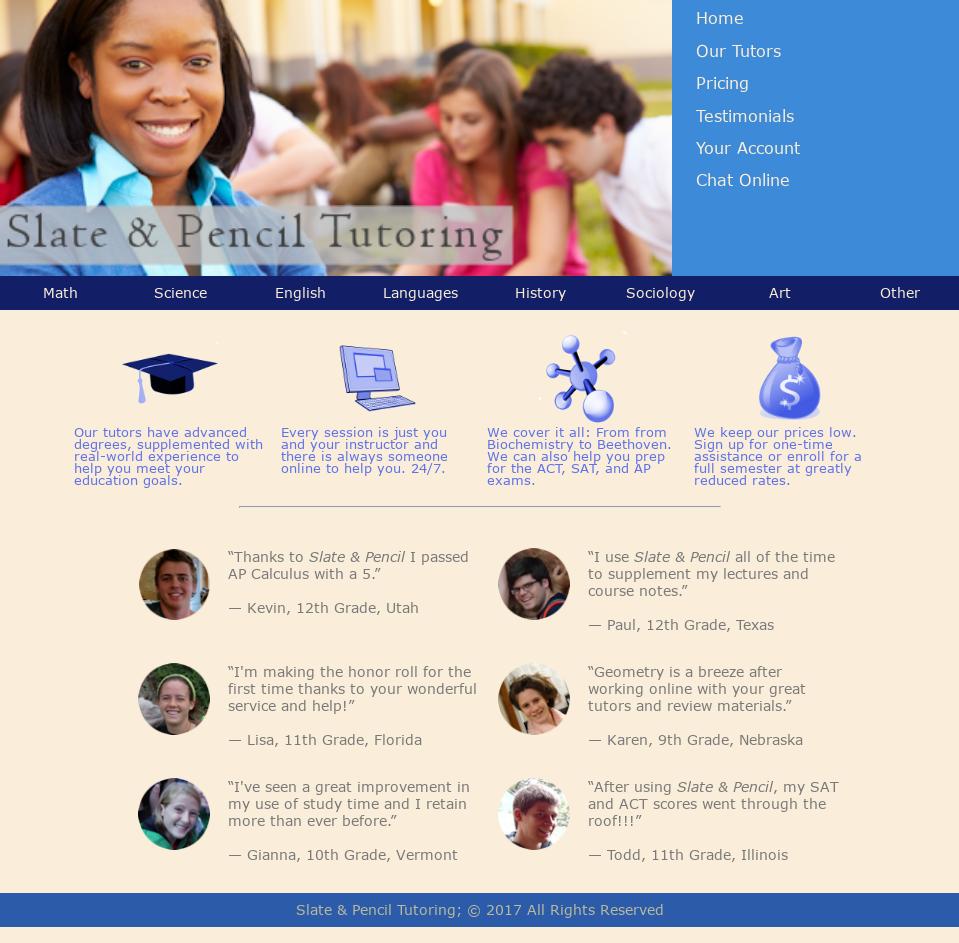 Home
Our Tutors
Pricing
Testimonials
Your Account
Chat Online
Slate & Pencil Tutoring
Math Science English Languages History Sociology Art Other
Our tutors have advanced
degrees, supplemented with
real-world experience to
help you meet your
education goals.
Every session is just you
and your instructor and
there is always someone
online to help you. 24/7.
We cover it all: From from
Biochemistry to Beethoven.
We can also help you prep
for the ACT, SAT, and AP
exams.
$
We keep our prices low.
Sign up for one-time
assistance or enroll for a
full semester at greatly
reduced rates.
“Thanks to Slate & Pencil I passed
AP Calculus with a 5.”
— Kevin, 12th Grade, Utah
“I use Slate & Pencil all of the time
to supplement my lectures and
course notes.”
— Paul, 12th Grade, Texas
“I'm making the honor roll for the
first time thanks to your wonderful
service and help!”
— Lisa, 11th Grade, Florida
“Geometry is a breeze after
working online with your great
tutors and review materials.”
— Karen, 9th Grade, Nebraska
“I've seen a great improvement in
my use of study time and I retain
more than ever before.”
— Gianna, 10th Grade, Vermont
“After using Slate & Pencil, my SAT
and ACT scores went through the
roof!!!”
— Todd, 11th Grade, Illinois
Slate & Pencil Tutoring; © 2017 All Rights Reserved